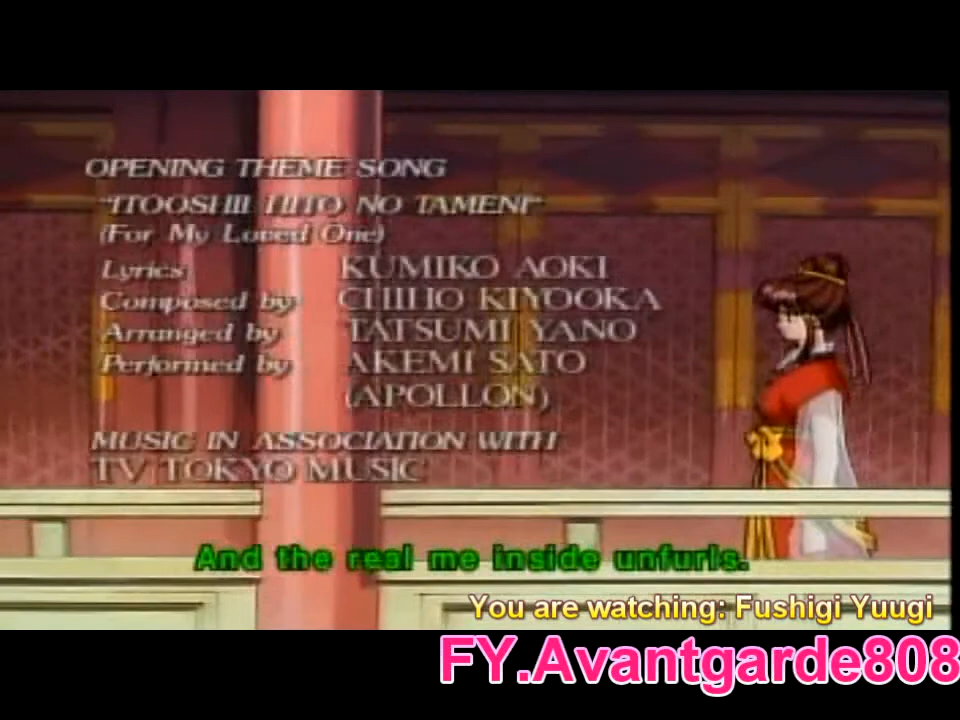 OPENING THEME SONG
"ITOOSHII HITO NO TAMENI"
(For My Loved One)
Lyrics KUMIKO AOKI
Composed by CHIHO KIYOOKA
Arranged by TATSUMI YANO
Performed by AKEMI SATO
(APOLLON)
MUSIC IN ASSOCIATION WITH
TV TOKYO MUSIC
And the real me inside unfurls.
You are watching: Fushigi Yuugi
FY.Avantgarde808